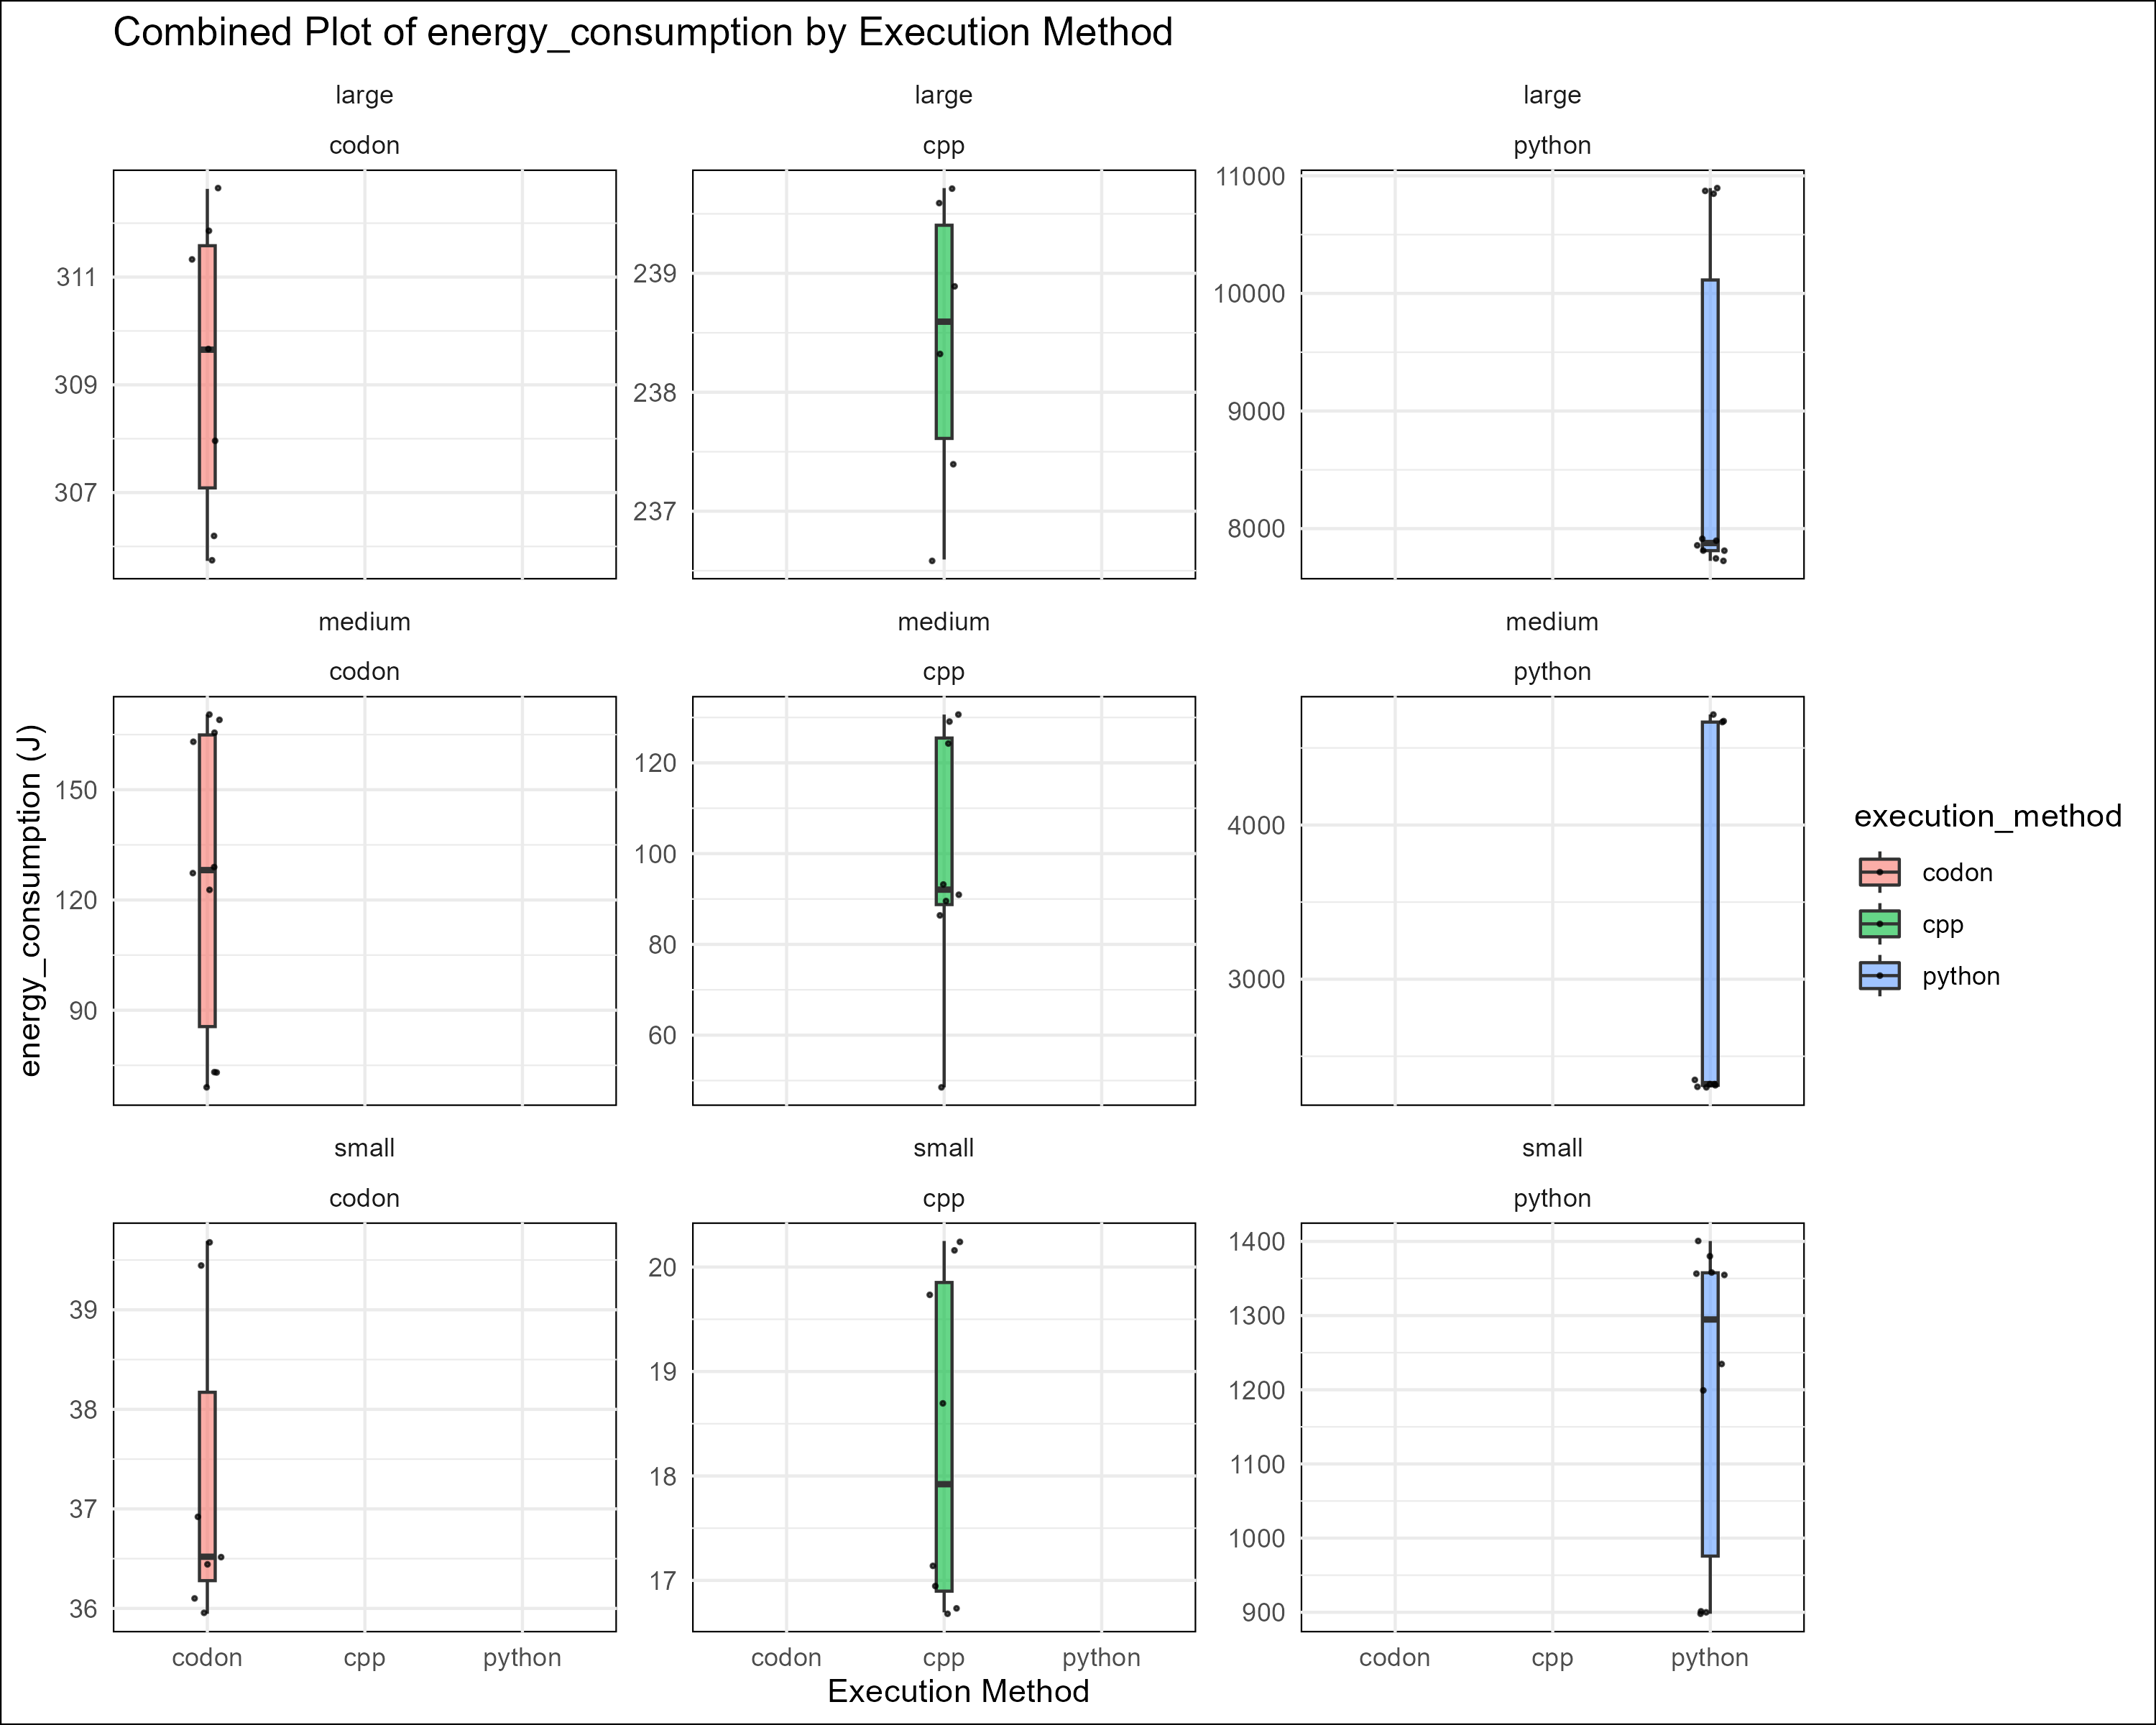 Combined Plot of energy_consumption by Execution Method
large
codon
311
309
307
large
cpp
239
238
237
large
python
11000
10000
9000
8000
medium
codon
150
120
90
medium
cpp
120
100
80
60
medium
python
4000
3000
small
codon
39
38
37
36
small
cpp
20
19
18
17
small
python
1400
1300
1200
1100
1000
900
codon cpp python
codon cpp python
codon cpp python
Execution Method
energy_consumption (J)
execution_method
codon
cpp
python